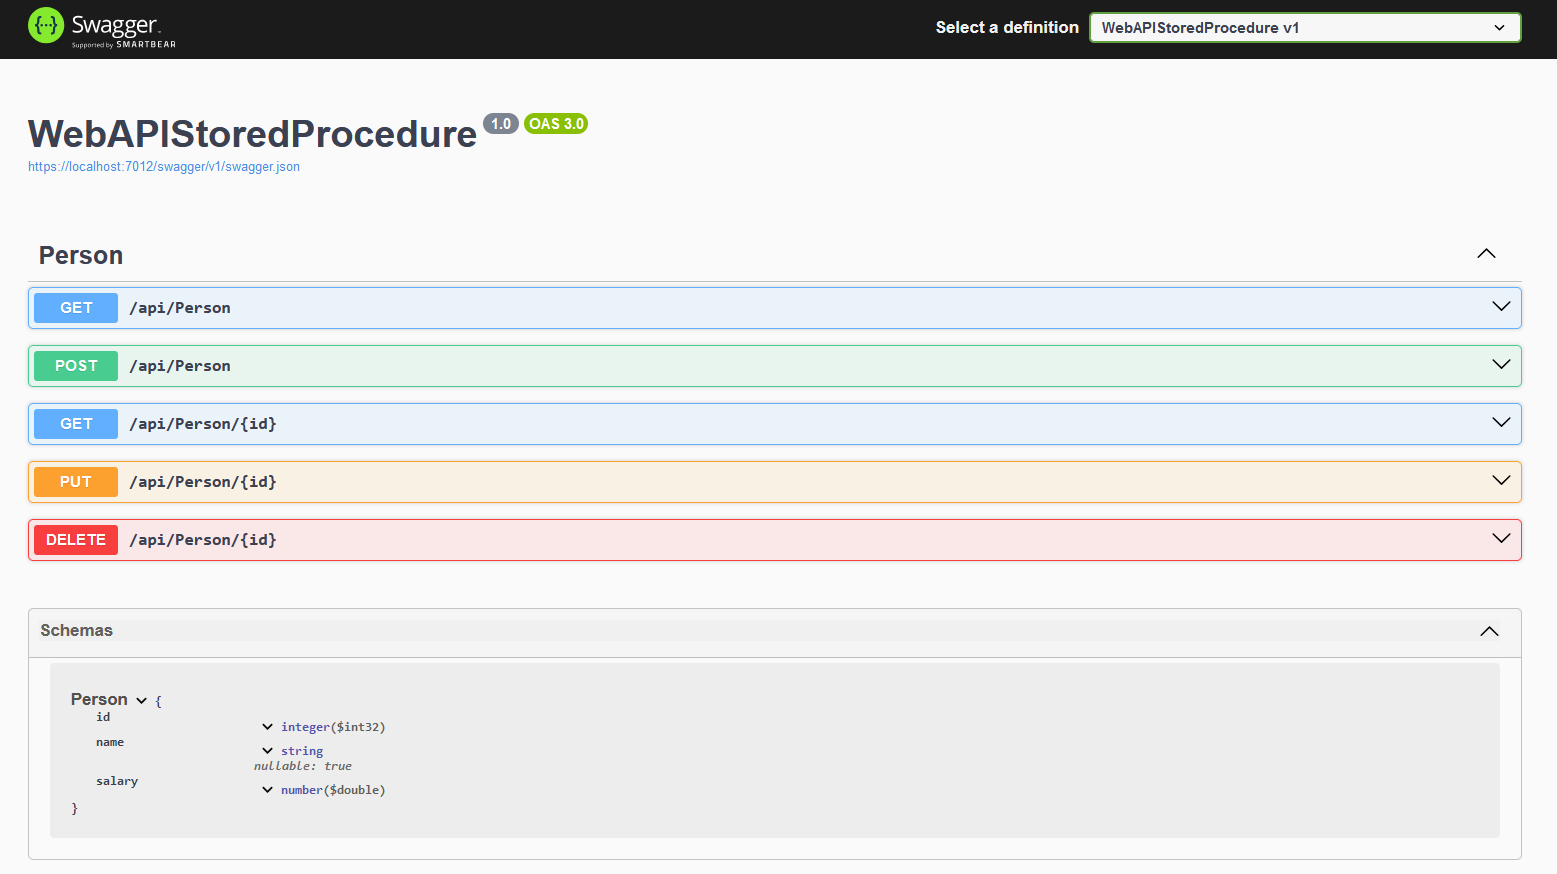 Swagger
Supported by SMARTBEAR
Select a definition
WebAPIStoredProcedure v1
WebAPIStoredProcedure 1.0 OAS 3.0
https://localhost:7012/swagger/v1/swagger.json
Person
GET /api/Person
POST /api/Person
GET /api/Person/{id}
PUT /api/Person/{id}
DELETE /api/Person/{id}
Schemas
Person {
id integer($int32)
name string
nullable: true
salary number($double)
}